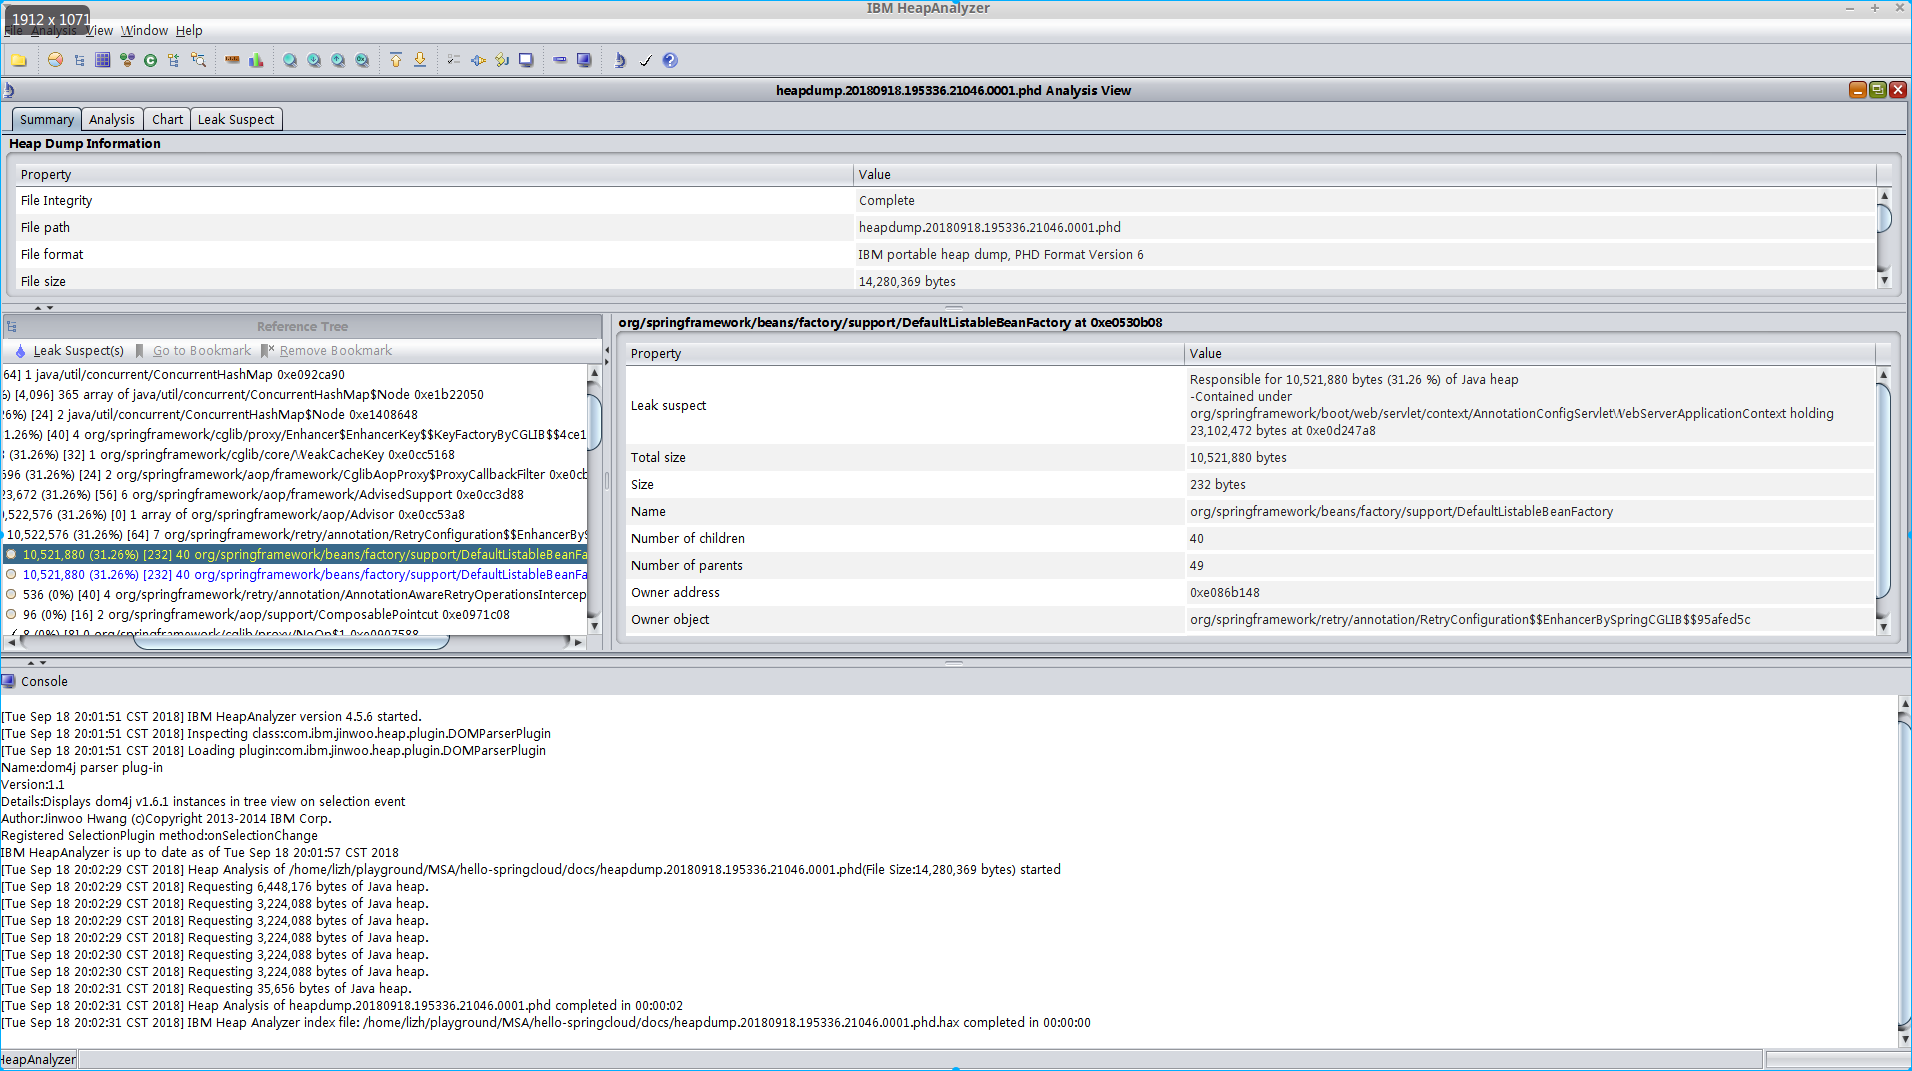 IBM HeapAnalyzer
1912 x 1071
File Analysis View Window Help
heapdump.20180918.195336.21046.0001.phd Analysis View
Summary Analysis Chart Leak Suspect
Heap Dump Information
Property Value
File Integrity Complete
File path heapdump.20180918.195336.21046.0001.phd
File format IBM portable heap dump, PHD Format Version 6
File size 14,280,369 bytes
Reference Tree
Leak Suspect(s) Go to Bookmark Remove Bookmark
64] 1 java/util/concurrent/ConcurrentHashMap 0xe092ca90
%) [4,096] 365 array of java/util/concurrent/ConcurrentHashMap$Node 0xe1b22050
26%) [24] 2 java/util/concurrent/ConcurrentHashMap$Node 0xe1408648
1.26%) [40] 4 org/springframework/cglib/proxy/Enhancer$EnhancerKey$$KeyFactoryByCGLIB$$4ce1
(31.26%) [32] 1 org/springframework/cglib/core/WeakCacheKey 0xe0cc5168
696 (31.26%) [24] 2 org/springframework/aop/framework/CglibAopProxy$ProxyCallbackFilter 0xe0cb
23,672 (31.26%) [56] 6 org/springframework/aop/framework/AdvisedSupport 0xe0cc3d88
,522,576 (31.26%) [0] 1 array of org/springframework/aop/Advisor 0xe0cc53a8
10,522,576 (31.26%) [64] 7 org/springframework/retry/annotation/RetryConfiguration$$EnhancerByS
10,521,880 (31.26%) [232] 40 org/springframework/beans/factory/support/DefaultListableBeanFa
10,521,880 (31.26%) [232] 40 org/springframework/beans/factory/support/DefaultListableBeanFa
536 (0%) [40] 4 org/springframework/retry/annotation/AnnotationAwareRetryOperationsIntercep
96 (0%) [16] 2 org/springframework/aop/support/ComposablePointcut 0xe0971c08
8 (0%) [8] 0 org/springframework/cglib/proxy/NoOp$1 0xe0907588
org/springframework/beans/factory/support/DefaultListableBeanFactory at 0xe0530b08
Property Value
Leak suspect Responsible for 10,521,880 bytes (31.26 %) of Java heap
-Contained under
org/springframework/boot/web/servlet/context/AnnotationConfigServletWebServerApplicationContext holding
23,102,472 bytes at 0xe0d247a8
Total size 10,521,880 bytes
Size 232 bytes
Name org/springframework/beans/factory/support/DefaultListableBeanFactory
Number of children 40
Number of parents 49
Owner address 0xe086b148
Owner object org/springframework/retry/annotation/RetryConfiguration$$EnhancerBySpringCGLIB$$95afed5c
Console
[Tue Sep 18 20:01:51 CST 2018] IBM HeapAnalyzer version 4.5.6 started.
[Tue Sep 18 20:01:51 CST 2018] Inspecting class:com.ibm.jinwoo.heap.plugin.DOMParserPlugin
[Tue Sep 18 20:01:51 CST 2018] Loading plugin:com.ibm.jinwoo.heap.plugin.DOMParserPlugin
Name:dom4j parser plug-in
Version:1.1
Details:Displays dom4j v1.6.1 instances in tree view on selection event
Author:Jinwoo Hwang (c)Copyright 2013-2014 IBM Corp.
Registered SelectionPlugin method:onSelectionChange
IBM HeapAnalyzer is up to date as of Tue Sep 18 20:01:57 CST 2018
[Tue Sep 18 20:02:29 CST 2018] Heap Analysis of /home/lizh/playground/MSA/hello-springcloud/docs/heapdump.20180918.195336.21046.0001.phd(File Size:14,280,369 bytes) started
[Tue Sep 18 20:02:29 CST 2018] Requesting 6,448,176 bytes of Java heap.
[Tue Sep 18 20:02:29 CST 2018] Requesting 3,224,088 bytes of Java heap.
[Tue Sep 18 20:02:29 CST 2018] Requesting 3,224,088 bytes of Java heap.
[Tue Sep 18 20:02:29 CST 2018] Requesting 3,224,088 bytes of Java heap.
[Tue Sep 18 20:02:30 CST 2018] Requesting 3,224,088 bytes of Java heap.
[Tue Sep 18 20:02:30 CST 2018] Requesting 3,224,088 bytes of Java heap.
[Tue Sep 18 20:02:31 CST 2018] Requesting 35,656 bytes of Java heap.
[Tue Sep 18 20:02:31 CST 2018] Heap Analysis of heapdump.20180918.195336.21046.0001.phd completed in 00:00:02
[Tue Sep 18 20:02:31 CST 2018] IBM Heap Analyzer index file: /home/lizh/playground/MSA/hello-springcloud/docs/heapdump.20180918.195336.21046.0001.phd.hax completed in 00:00:00
HeapAnalyzer